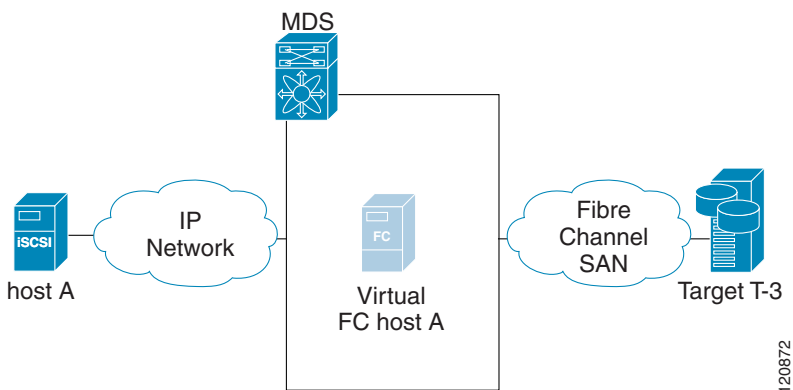 MDS
iSCSI
host A
IP
Network
FC
Virtual
FC host A
Fibre
Channel
SAN
Target T-3
120872